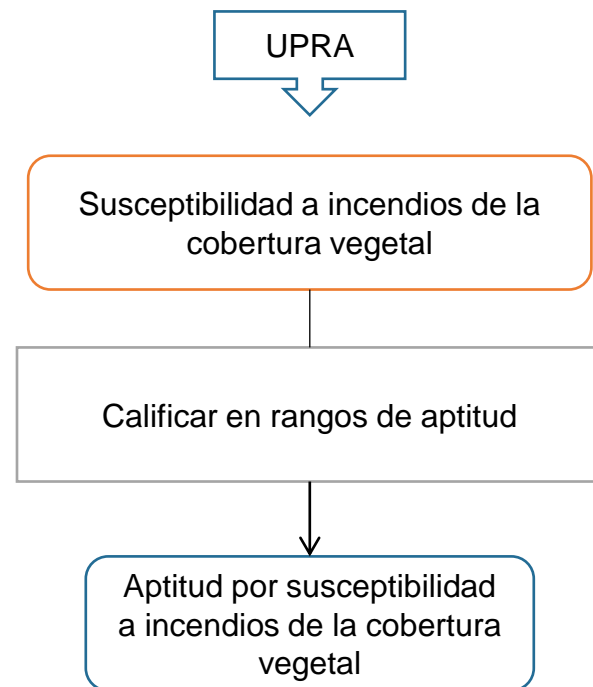 UPRA
Susceptibilidad a incendios de la
cobertura vegetal
Calificar en rangos de aptitud
Aptitud por susceptibilidad
a incendios de la cobertura
vegetal